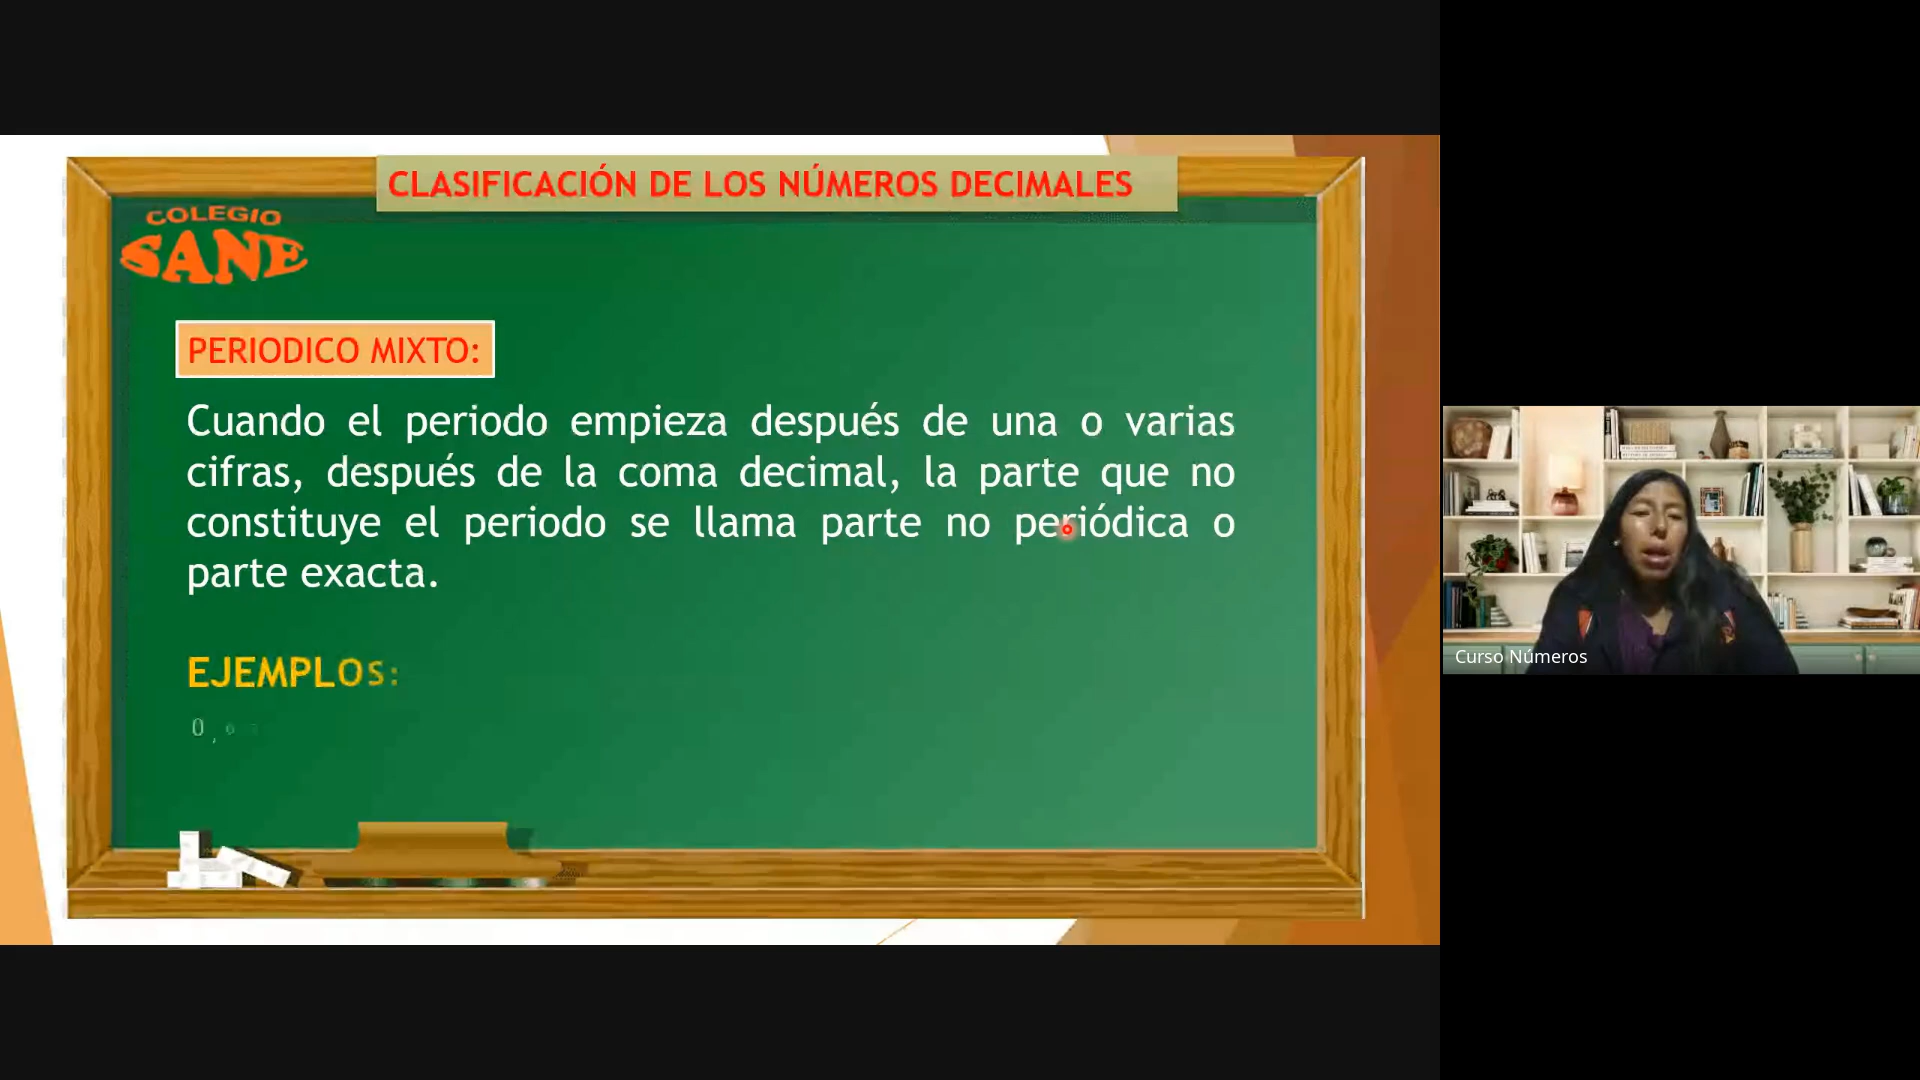 CLASIFICACIÓN DE LOS NÚMEROS DECIMALES
COLEGIO
SANE
PERIODICO MIXTO:
Cuando el periodo empieza después de una o varias
cifras, después de la coma decimal, la parte que no
constituye el periodo se llama parte no periódica o
parte exacta.
EJEMPLOS:
0,
Curso Números